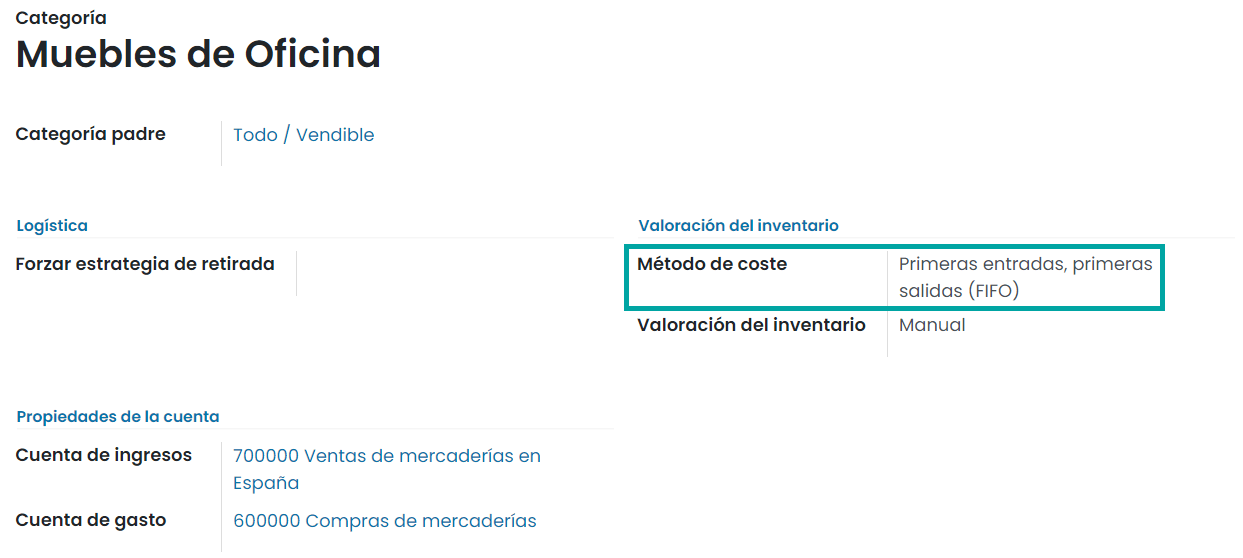 Categoría
Muebles de Oficina
Categoría padre
Todo / Vendible
Logística
Forzar estrategia de retirada
Valoración del inventario
Método de coste
Primeras entradas, primeras
salidas (FIFO)
Valoración del inventario
Manual
Propiedades de la cuenta
Cuenta de ingresos
700000 Ventas de mercaderías en
España
Cuenta de gasto
600000 Compras de mercaderías